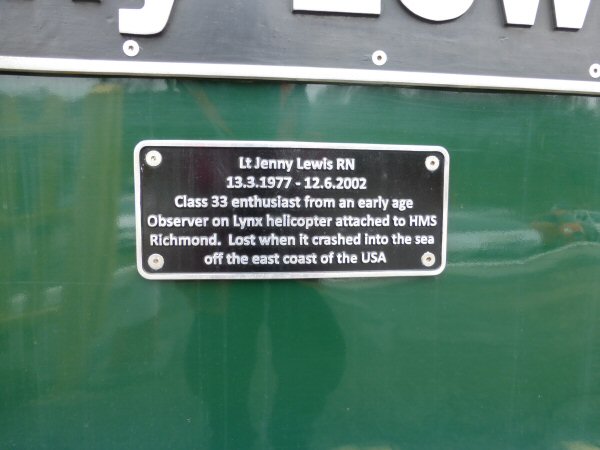 Lt Jenny Lewis RN
13.3.1977 - 12.6.2002
Class 33 enthusiast from an early age
Observer on Lynx helicopter attached to HMS
Richmond.  Lost when it crashed into the sea
off the east coast of the USA